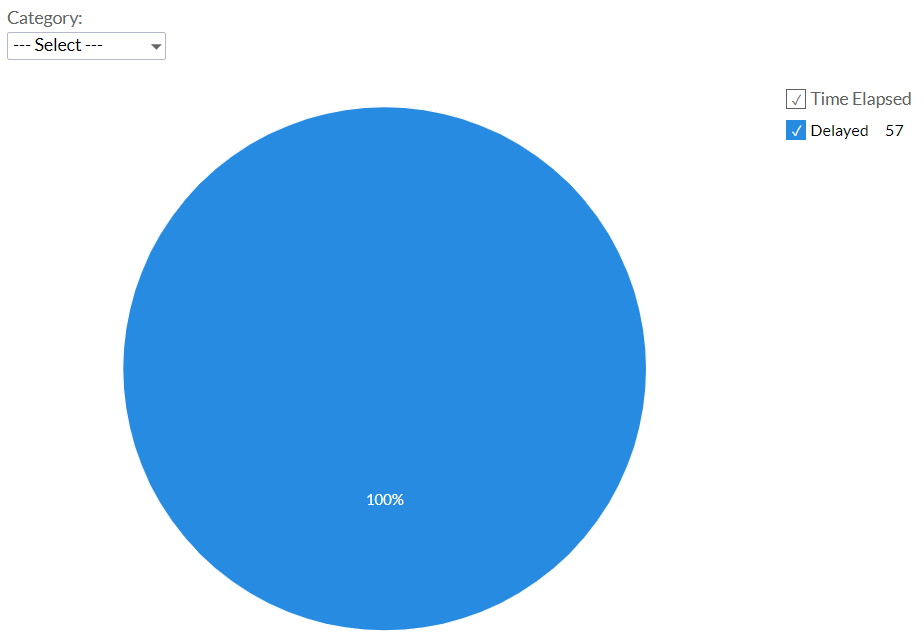 Category:
--- Select ---
Time Elapsed
Delayed 57
100%